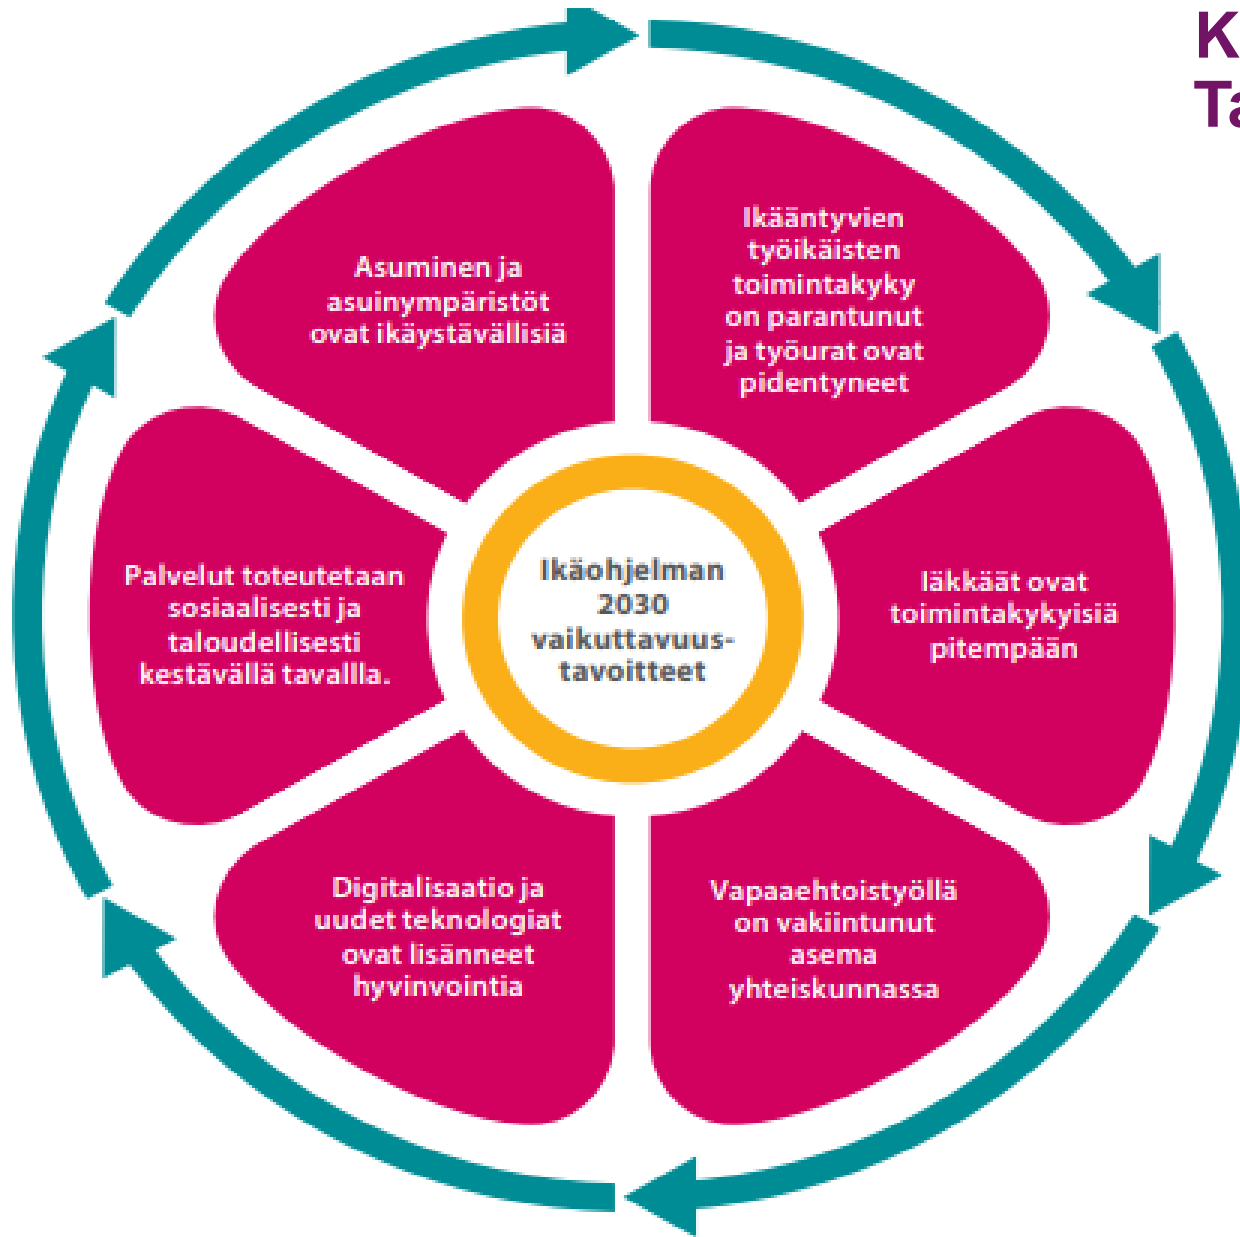 K
Ta
Ikääntyvien
työikäisten
toimintakyky
on parantunut
ja työurat ovat
pidentyneet
Iäkkäät ovat
toimintakykyisiä
pitempään
Vapaaehtoistyöllä
on vakiintunut
asema
yhteiskunnassa
Digitalisaatio ja
uudet teknologiat
ovat lisänneet
hyvinvointia
Palvelut toteutetaan
sosiaalisesti ja
taloudellisesti
kestävällä tavallla.
Asuminen ja
asuinympäristöt
ovat ikäystävällisiä
Ikäohjelman
2030
vaikuttavuus-
tavoitteet